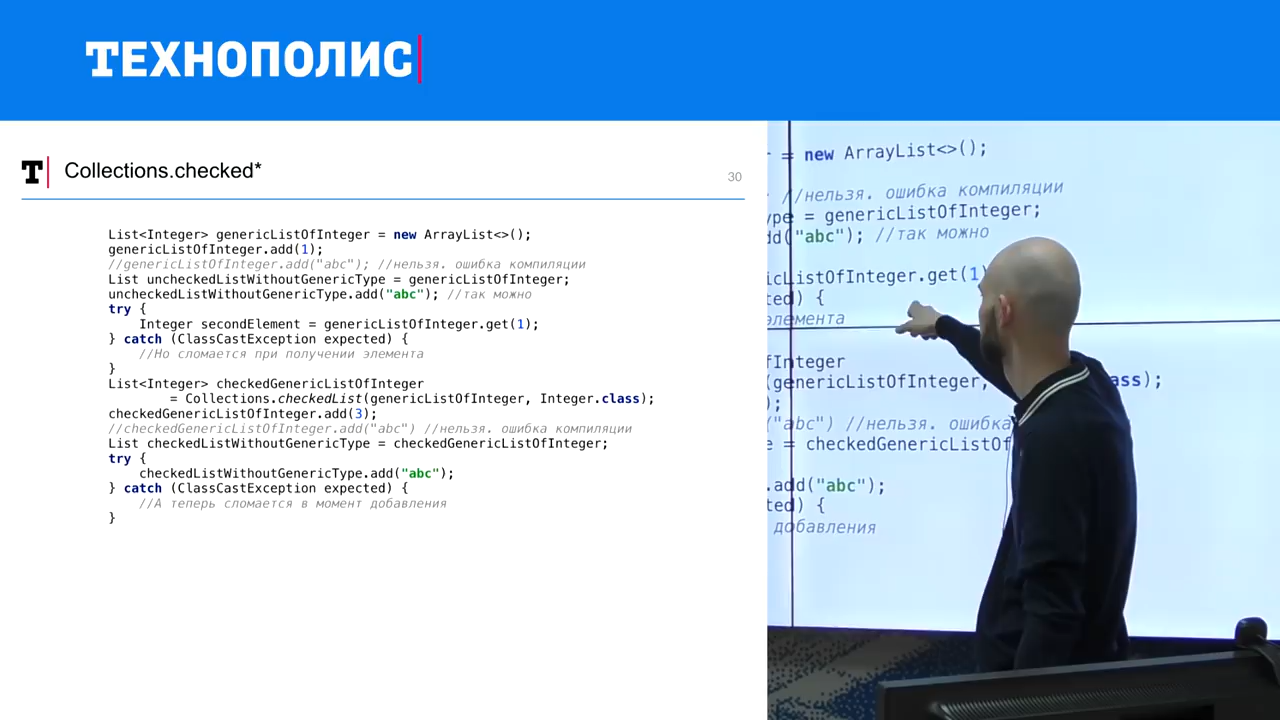 ТЕХНОПОЛИС
T
Collections.checked*
30
List<Integer> genericListOfInteger = new ArrayList<>();
genericListOfInteger.add(1);
//genericListOfInteger.add("abc"); //нельзя. ошибка компиляции
List uncheckedListWithoutGenericType = genericListOfInteger;
uncheckedListWithoutGenericType.add("abc"); //так можно
try {
    Integer secondElement = genericListOfInteger.get(1);
} catch (ClassCastException expected) {
    //Но сломается при получении элемента
}
List<Integer> checkedGenericListOfInteger
        = Collections.checkedList(genericListOfInteger, Integer.class);
checkedGenericListOfInteger.add(3);
//checkedGenericListOfInteger.add("abc") //нельзя. ошибка компиляции
List checkedListWithoutGenericType = checkedGenericListOfInteger;
try {
    checkedListWithoutGenericType.add("abc");
} catch (ClassCastException expected) {
    //А теперь сломается в момент добавления
}
= new ArrayList<>();
//нельзя. ошибка компиляции
ype = genericListOfInteger;
dd("abc"); //так можно
icListOfInteger.get(1)
ted) {
элемента
fInteger
(genericListOfInteger, ass);
);
("abc") //нельзя. ошибка
e = checkedGenericListOf
.add("abc");
ted) {
добавления